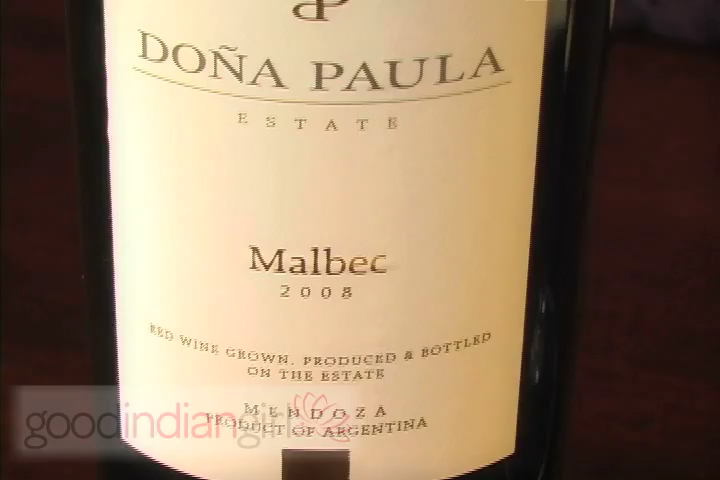 DOÑA PAULA
ESTATE
Malbec
2008
RED WINE GROWN, PRODUCED & BOTTLED
ON THE ESTATE
MENDOZA
PRODUCT OF ARGENTINA
goodindiangirl